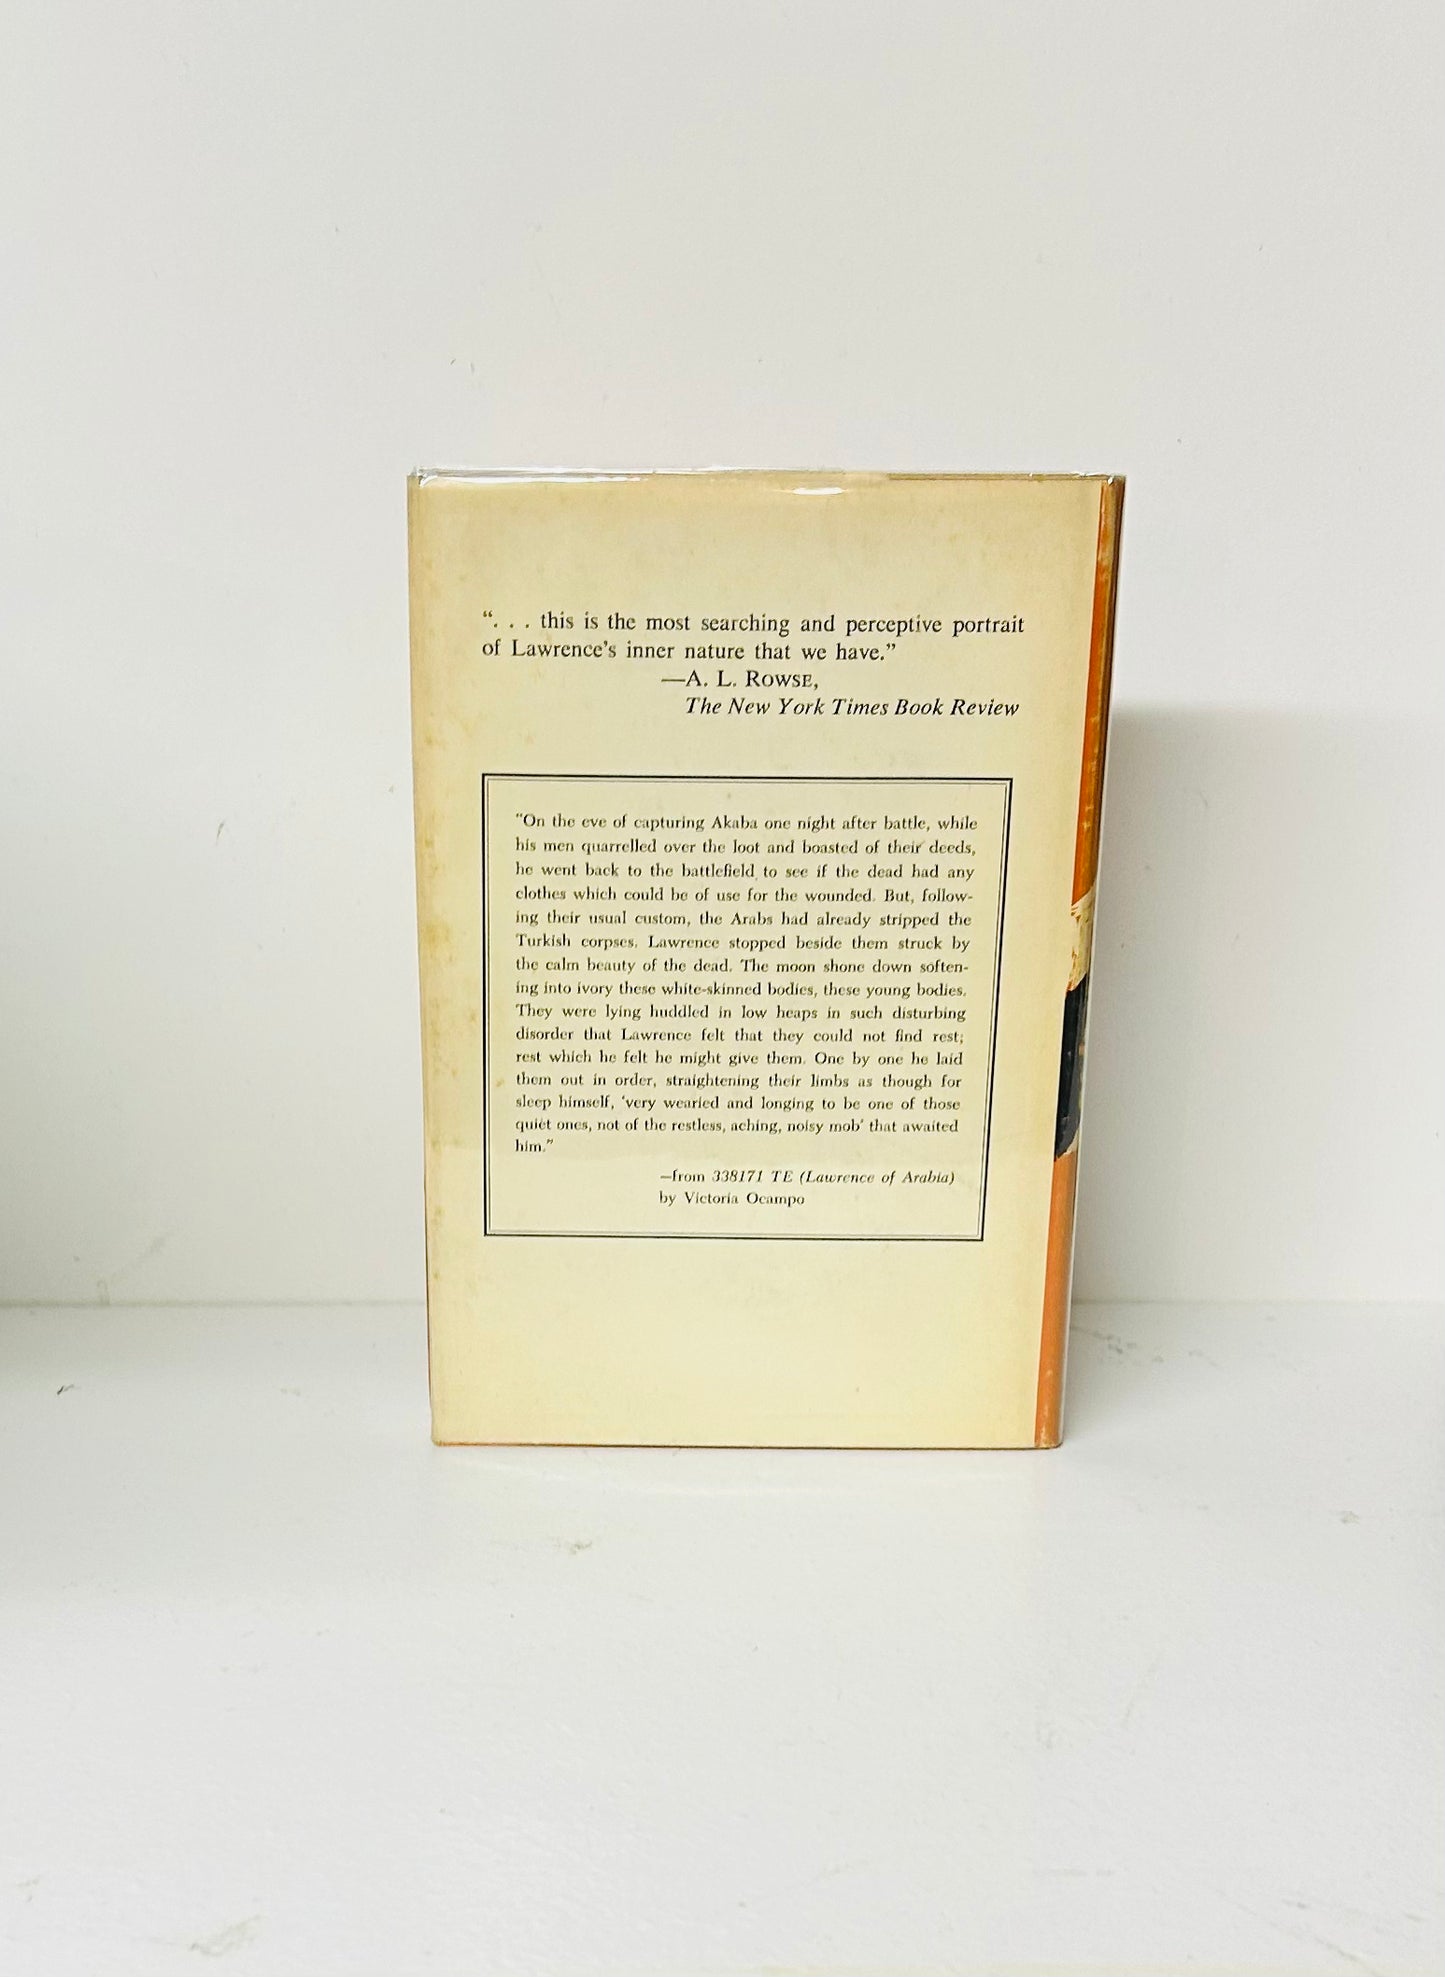 “. . . this is the most searching and perceptive portrait
of Lawrence’s inner nature that we have.”
—A. L. ROWSE,
The New York Times Book Review
“On the eve of capturing Akaba one night after battle, while
his men quarrelled over the loot and boasted of their deeds,
he went back to the battlefield to see if the dead had any
clothes which could be of use for the wounded. But, follow-
ing their usual custom, the Arabs had already stripped the
Turkish corpses. Lawrence stopped beside them struck by
the calm beauty of the dead. The moon shone down soften-
ing into ivory these white-skinned bodies, these young bodies.
They were lying huddled in low heaps in such disturbing
disorder that Lawrence felt that they could not find rest;
rest which he felt he might give them. One by one he laid
them out in order, straightening their limbs as though for
sleep himself, ‘very wearied and longing to be one of those
quiet ones, not of the restless, aching, noisy mob’ that awaited
him.”
—from 338171 TE (Lawrence of Arabia)
by Victoria Ocampo